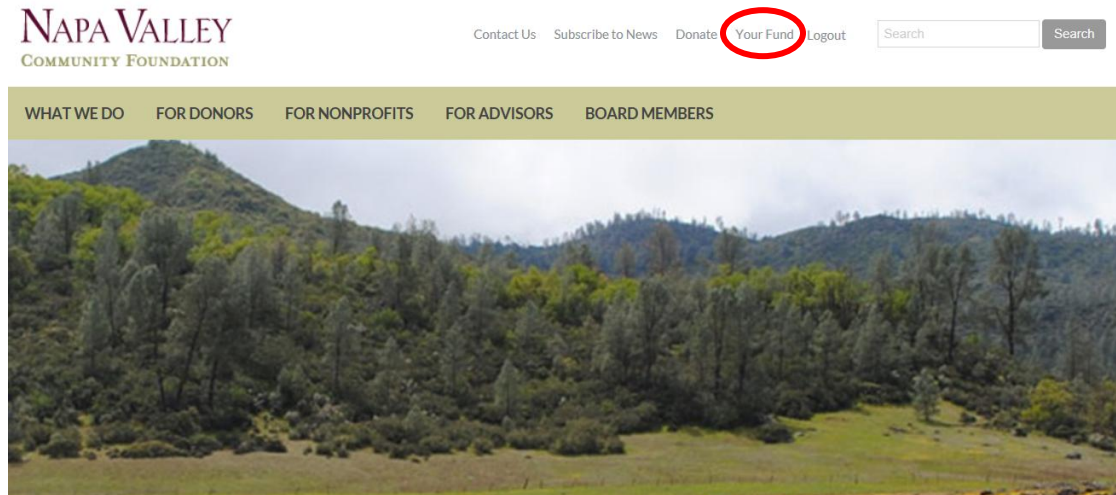 NAPA VALLEY
COMMUNITY FOUNDATION
Contact Us Subscribe to News Donate Your Fund Logout Search Search
WHAT WE DO FOR DONORS FOR NONPROFITS FOR ADVISORS BOARD MEMBERS